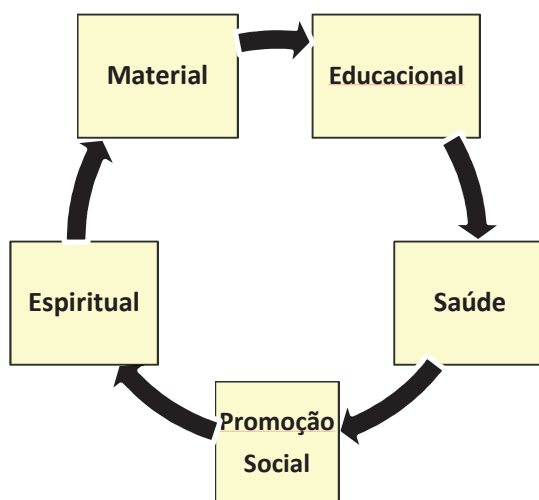 Material
Educacional
Saúde
Promoção
Social
Espiritual